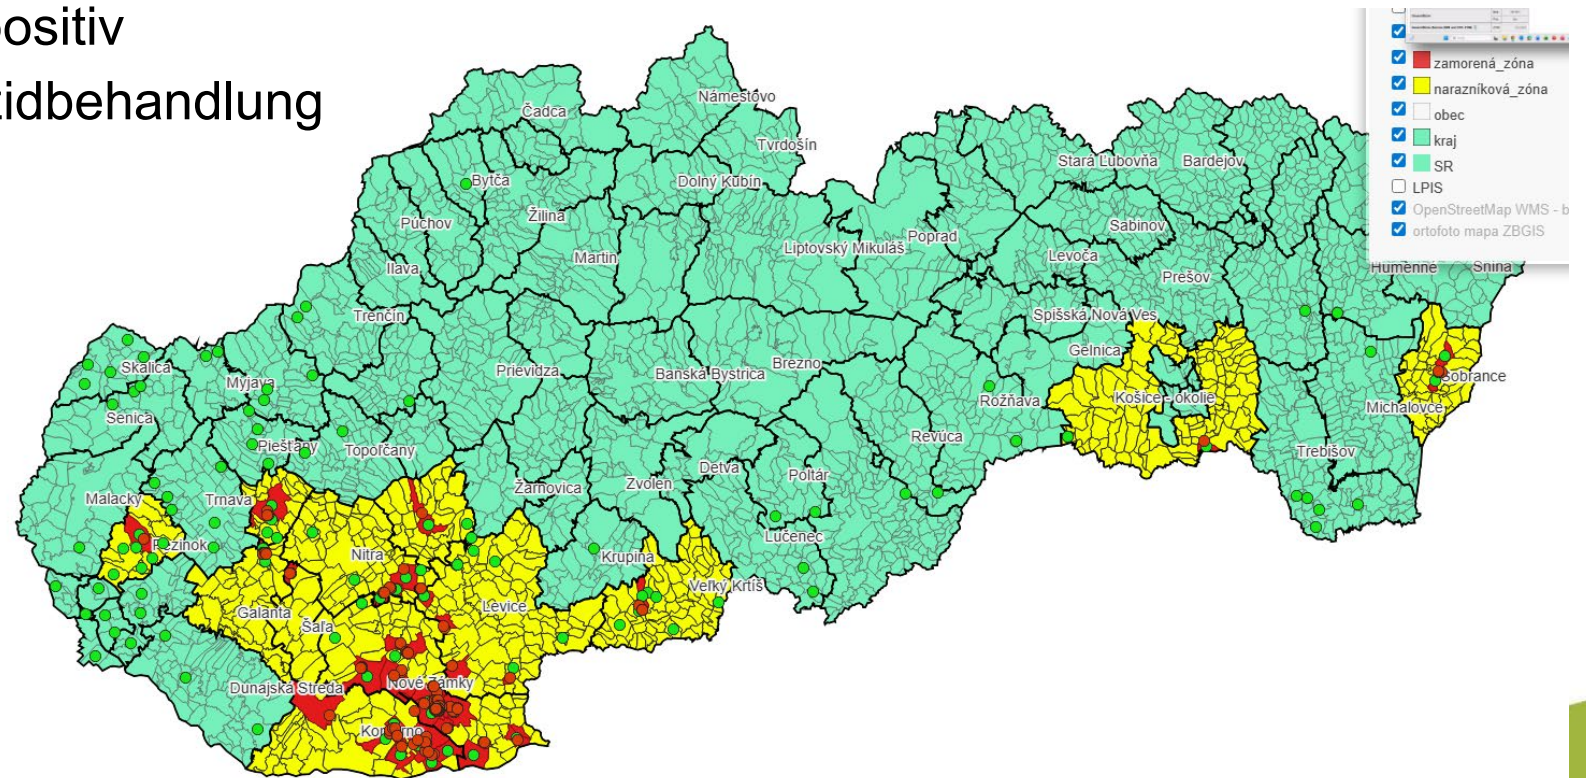 ositiv
tidbehandlung
zamorená_zóna
narazníková_zóna
obec
kraj
SR
LPIS
OpenStreetMap WMS - b
ortofoto mapa ZBGIS
Čadca
Námestovo
Tvrdošín
Bytča
Dolný Kubín
Stará Ľubovňa
Bardejov
Púchov
Žilina
Sabinov
Ilava
Martin
Liptovský Mikuláš
Poprad
Levoča
Prešov
Humenné
Snina
Trenčín
Spišská Nová Ves
Skalica
Myjava
Prievidza
Banská Bystrica
Brezno
Gelnica
Sobrance
Senica
Rožňava
Košice - okolie
Michalovce
Piešťany
Topoľčany
Revúca
Trebišov
Malacky
Trnava
Žarnovica
Zvolen
Detva
Poltár
Pezinok
Nitra
Krupina
Lučenec
Veľký Krtíš
Galanta
Šaľa
Levice
Dunajská Streda
Nové Zámky
Komárno